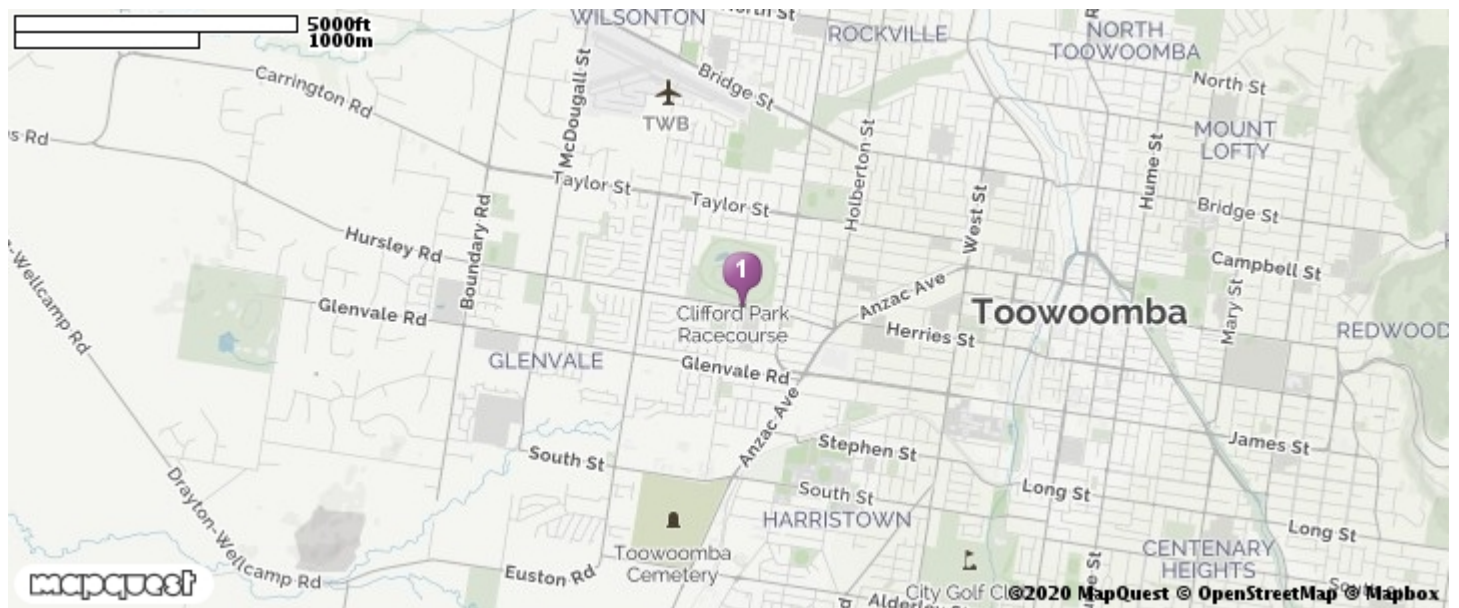 5000ft
1000m
WILSONTON
ROCKVILLE
NORTH
TOOWOOMBA
Carrington Rd
McDougall St
Bridge St
TWB
North St
MOUNT
LOFTY
Holberton St
Hume St
Taylor St
Taylor St
Boundary Rd
West St
Bridge St
Hursley Rd
Campbell St
1
Glenvale Rd
Clifford Park
Racecourse
Anzac Ave
Toowoomba
Mary St
Herries St
REDWOOD
GLENVALE
Glenvale Rd
Anzac Ave
Stephen St
James St
South St
South St
Long St
HARRISTOWN
Long St
Drayton-Wellcamp Rd
Toowoomba
Cemetery
CENTENARY
HEIGHTS
Euston Rd
mapquest
City Golf Cl
©2020 MapQuest © OpenStreetMap © Mapbox